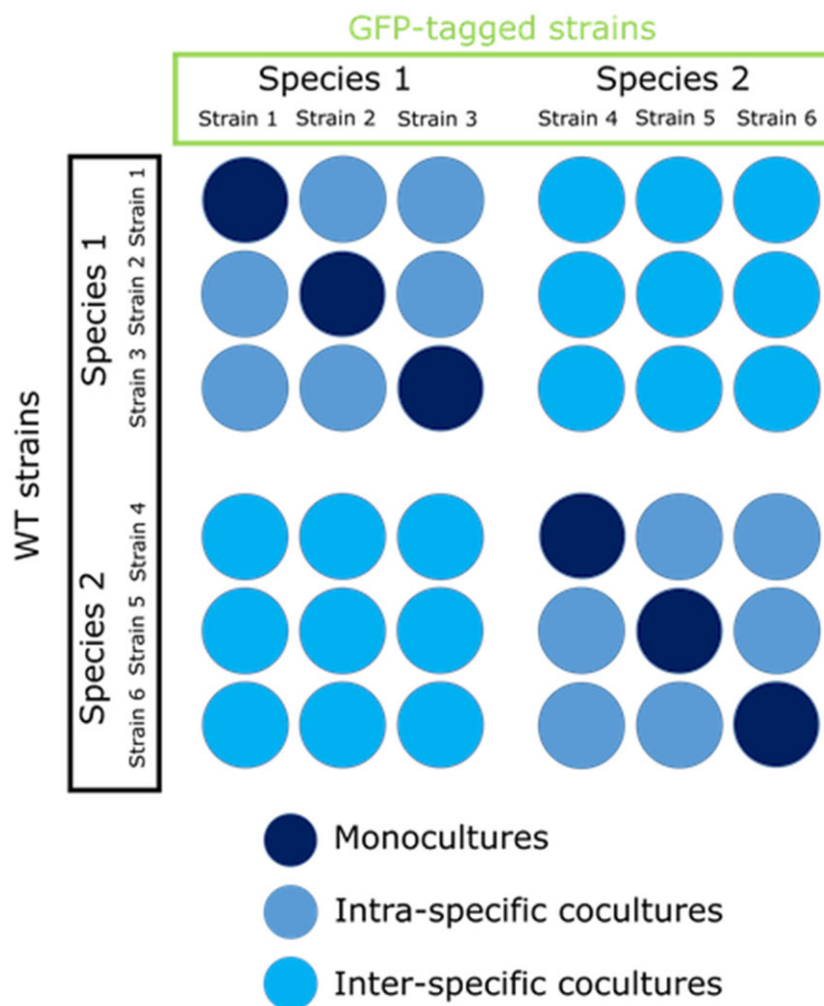 GFP-tagged strains
Species 1
Species 2
Strain 1 Strain 2 Strain 3
Strain 4 Strain 5 Strain 6
WT strains
Species 1
Strain 1
Strain 2
Strain 3
Species 2
Strain 4
Strain 5
Strain 6
Monocultures
Intra-specific cocultures
Inter-specific cocultures